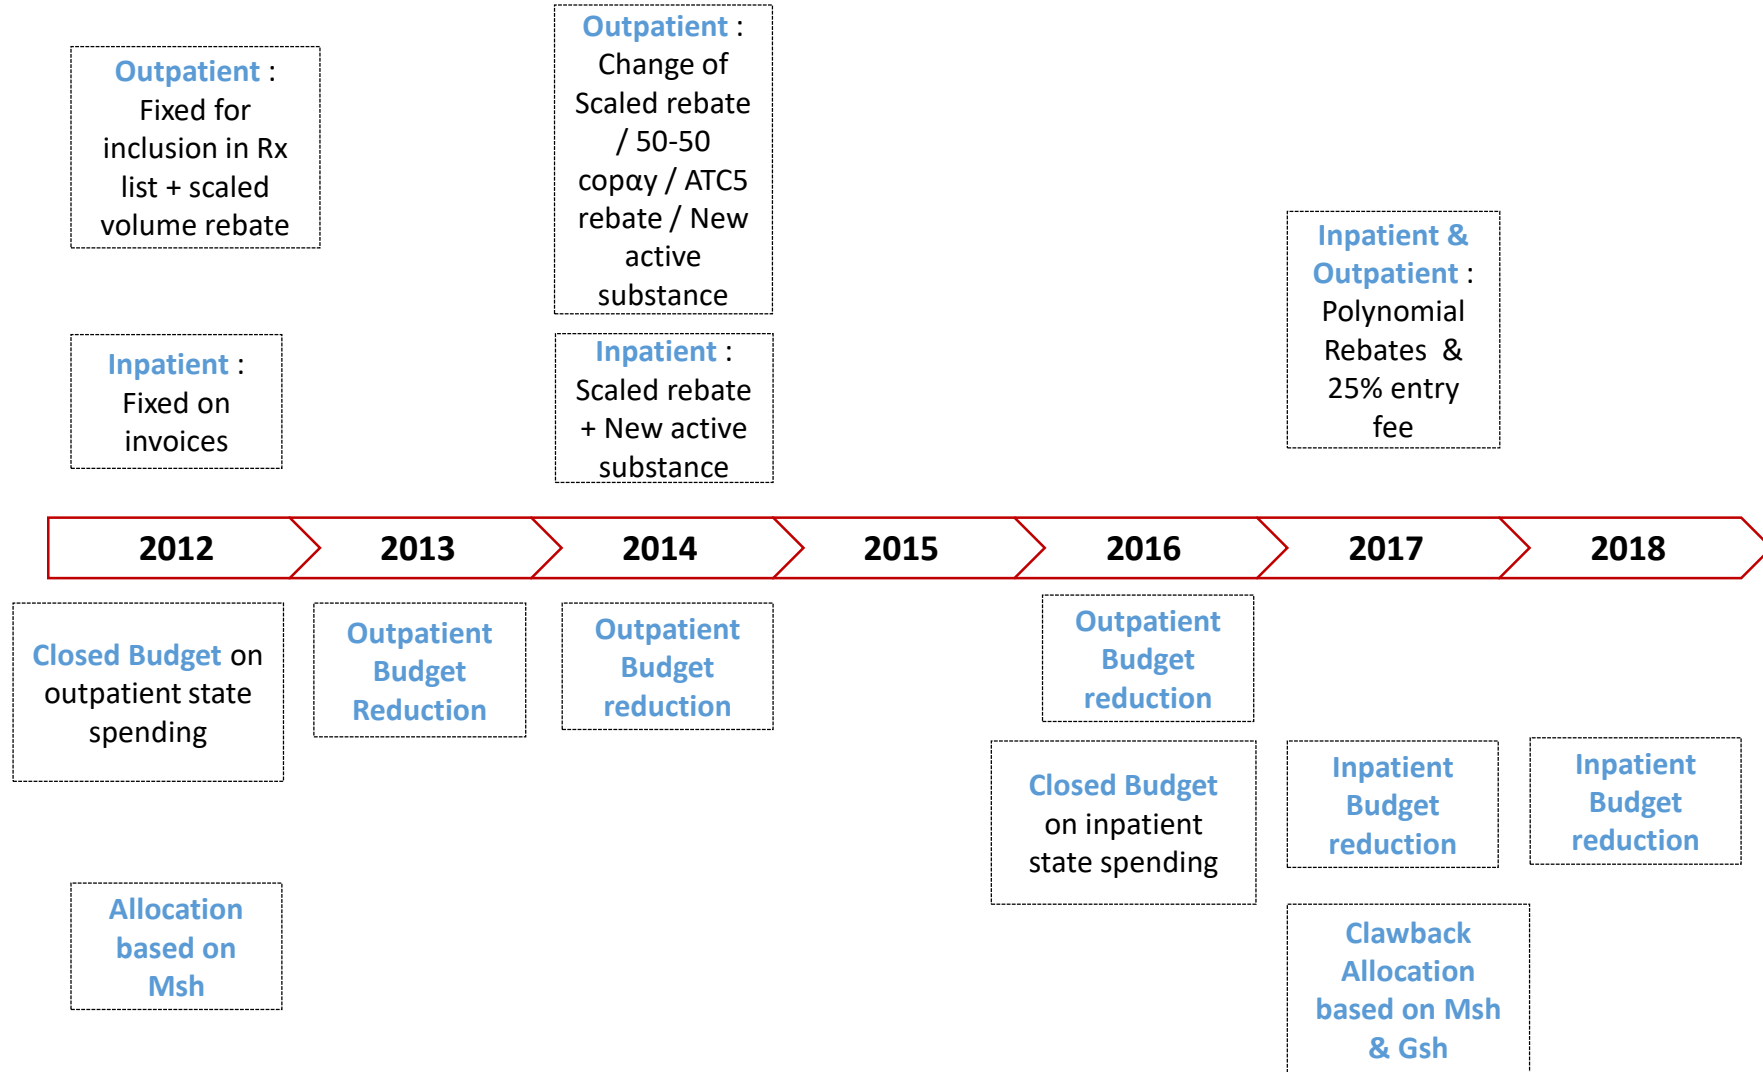 Outpatient :
Fixed for
inclusion in Rx
list + scaled
volume rebate
Inpatient :
Fixed on
invoices
Outpatient :
Change of
Scaled rebate
/ 50-50
copαy / ATC5
rebate / New
active
substance
Inpatient :
Scaled rebate
+ New active
substance
Inpatient &
Outpatient :
Polynomial
Rebates &
25% entry
fee
2012
2013
2014
2015
2016
2017
2018
Closed Budget on
outpatient state
spending
Allocation
based on
Msh
Outpatient
Budget
Reduction
Outpatient
Budget
reduction
Outpatient
Budget
reduction
Closed Budget
on inpatient
state spending
Inpatient
Budget
reduction
Clawback
Allocation
based on Msh
& Gsh
Inpatient
Budget
reduction